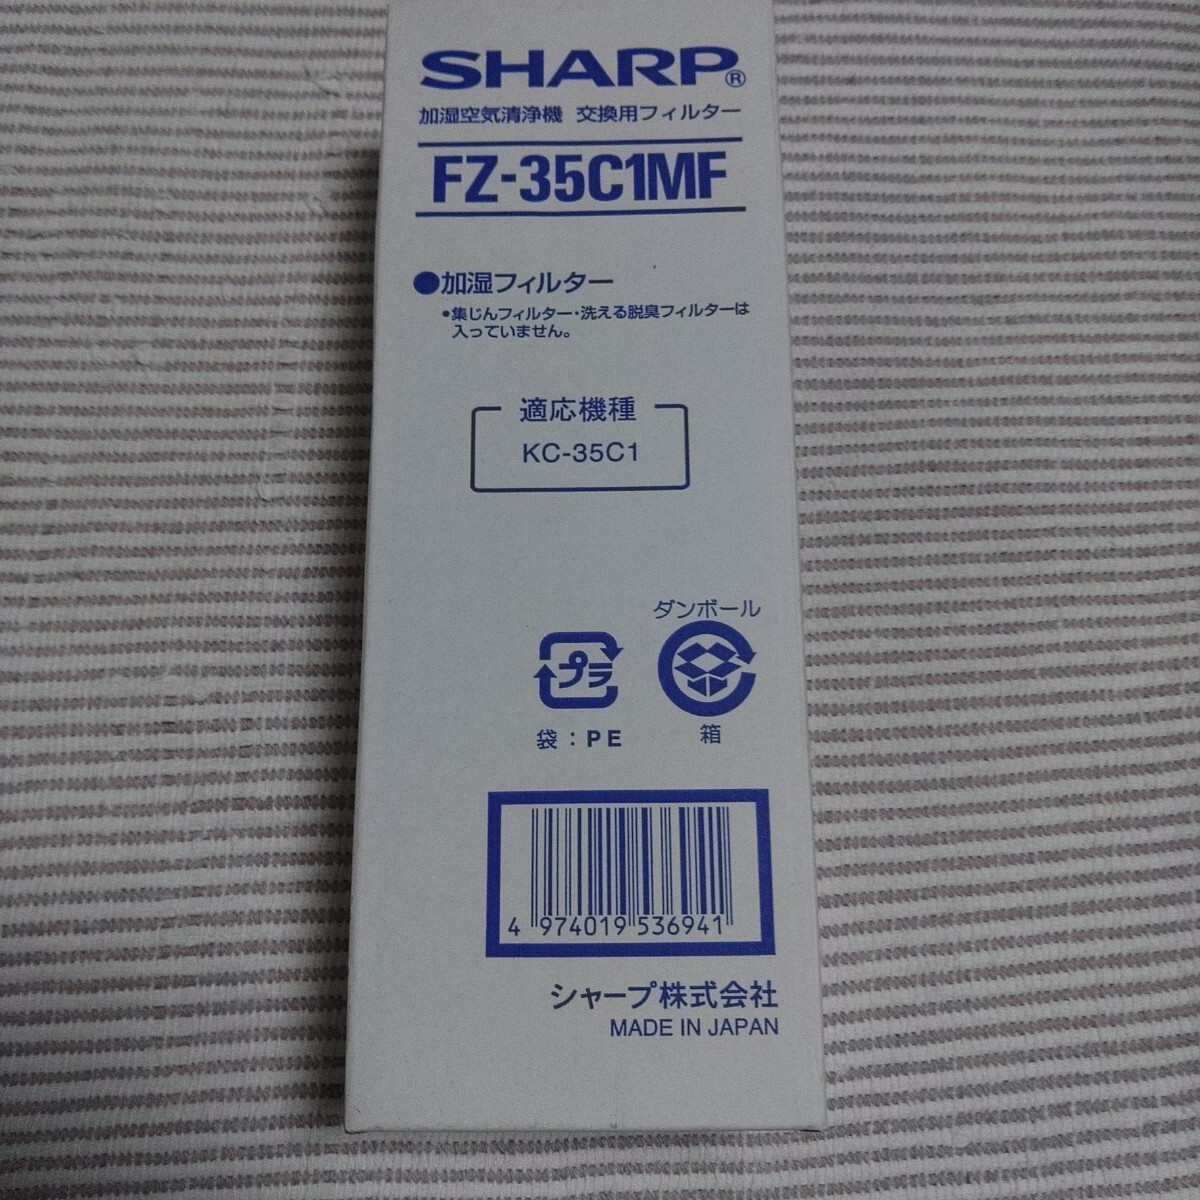 SHARP®
加湿空気清浄機 交換用フィルター
FZ-35C1MF
●加湿フィルター
•集じんフィルター・洗える脱臭フィルターは
入っていません。
適応機種
KC-35C1
ダンボール
プラ
袋：PE
箱
4 974019 536941
シャープ株式会社
MADE IN JAPAN